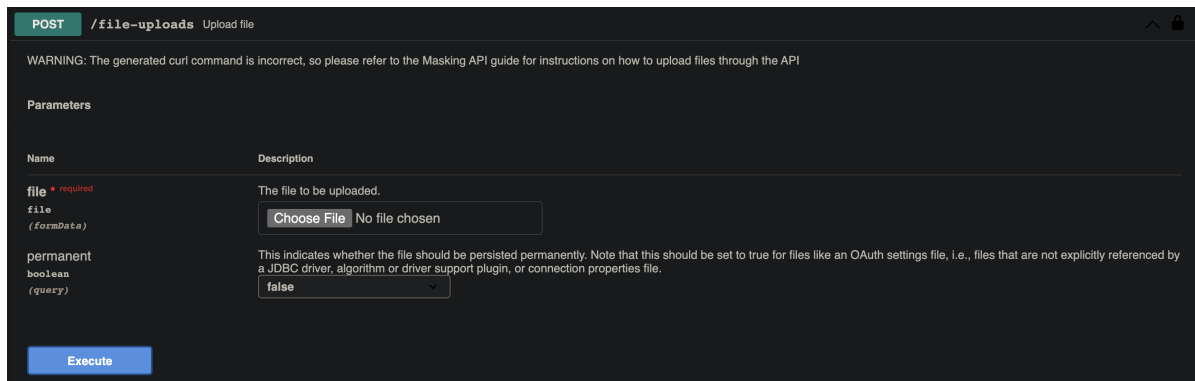 POST /file-uploads Upload file
WARNING: The generated curl command is incorrect, so please refer to the Masking API guide for instructions on how to upload files through the API
Parameters
Name Description
file * required The file to be uploaded.
file Choose File No file chosen
(formData)
permanent This indicates whether the file should be persisted permanently. Note that this should be set to true for files like an OAuth settings file, i.e., files that are not explicitly referenced by
boolean a JDBC driver, algorithm or driver support plugin, or connection properties file.
(query) false
Execute